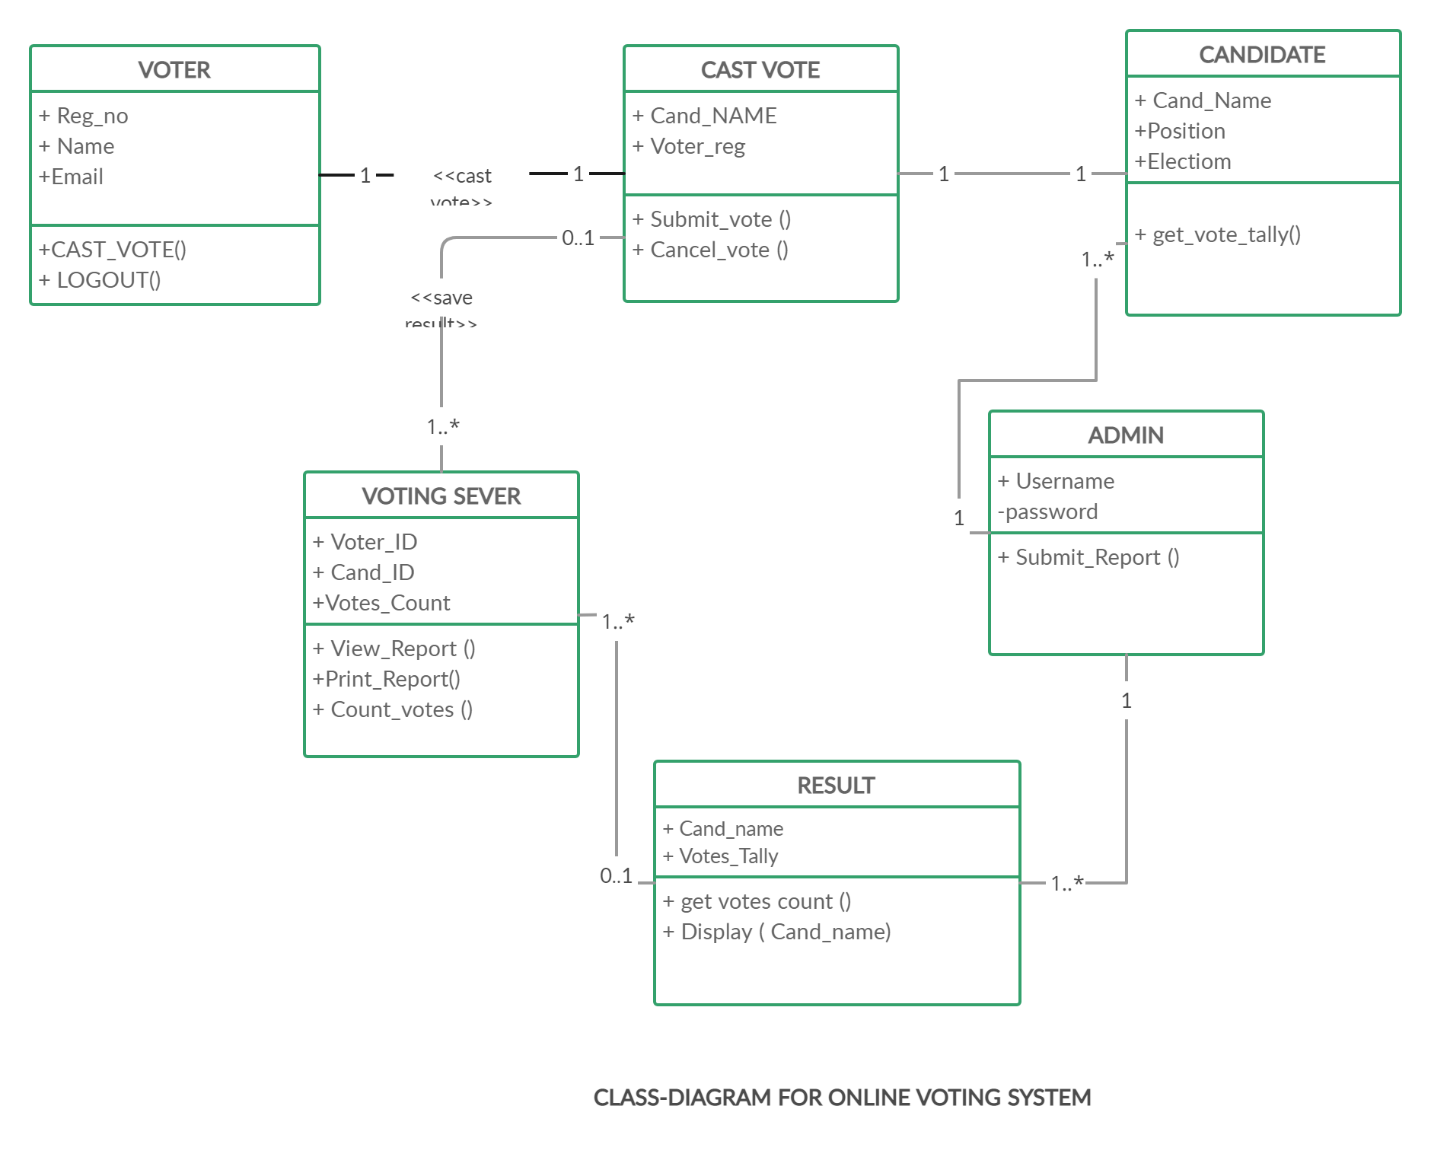 VOTER
+ Reg_no
+ Name
+Email
+CAST_VOTE()
+ LOGOUT()
1
<<cast
vote>>
1
CAST VOTE
+ Cand_NAME
+ Voter_reg
+ Submit_vote ()
+ Cancel_vote ()
1
1
CANDIDATE
+ Cand_Name
+Position
+Electiom
+ get_vote_tally()
0..1
<<save
result>>
1..*
1..*
1
ADMIN
+ Username
-password
+ Submit_Report ()
VOTING SEVER
+ Voter_ID
+ Cand_ID
+Votes_Count
+ View_Report ()
+Print_Report()
+ Count_votes ()
1..*
0..1
1
1..*
RESULT
+ Cand_name
+ Votes_Tally
+ get votes count ()
+ Display ( Cand_name)
CLASS-DIAGRAM FOR ONLINE VOTING SYSTEM